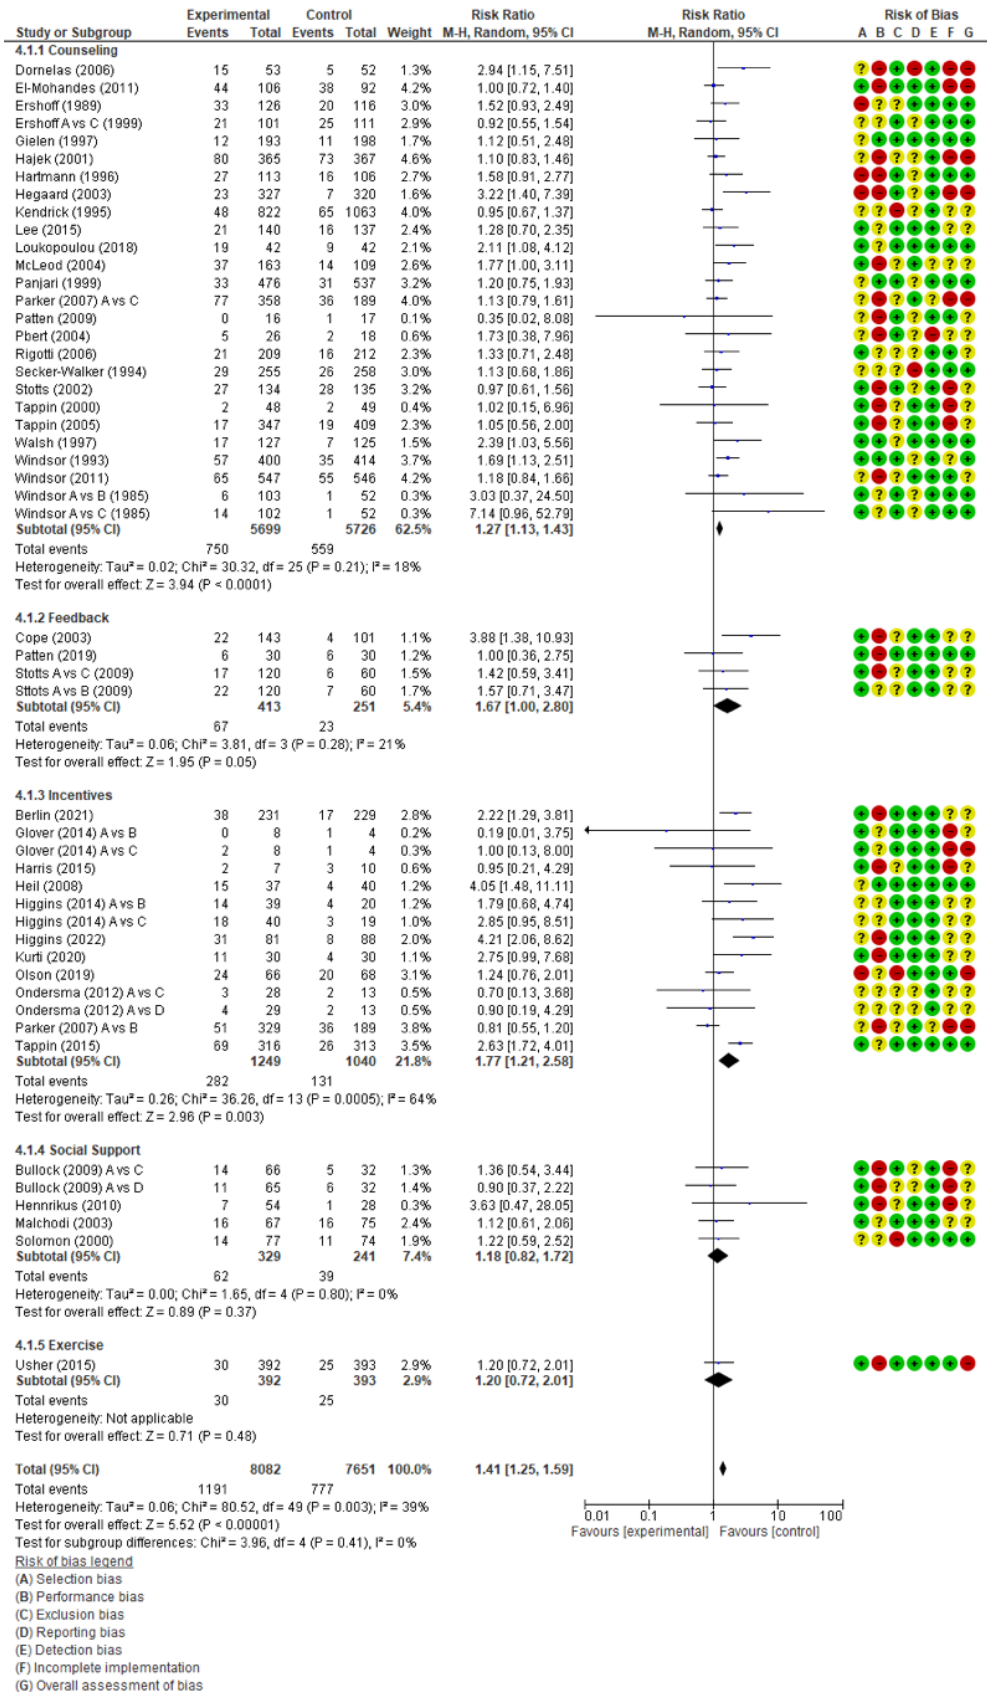 Experimental Control Risk Ratio Risk Ratio Risk of Bias
Study or Subgroup Events Total Events Total Weight M-H, Random, 95% CI M-H, Random, 95% CI A B C D E F G
4.1.1 Counseling
Dornelas (2006) 15 53 5 52 1.3% 2.94 [1.15, 7.51] ? - + - + - -
El-Mohandes (2011) 44 106 38 92 4.2% 1.00 [0.72, 1.40] + - + + + - -
Ershoff (1989) 33 126 20 116 2.9% 1.52 [0.93, 2.49] - ? ? + + + +
Ershoff A vs C (1999) 21 101 25 111 2.9% 0.92 [0.55, 1.54] ? ? + ? + ? ?
Gielen (1997) 12 193 11 198 1.7% 1.12 [0.51, 2.48] ? + + + + + +
Hajek (2001) 80 365 73 367 4.6% 1.10 [0.83, 1.46] ? - + ? + - -
Hartmann (1996) 27 113 16 106 2.6% 1.58 [0.91, 2.77] - - + ? + + +
Hegaard (2003) 23 327 7 320 1.6% 3.22 [1.40, 7.39] - - + ? + - -
Kendrick (1995) 48 822 65 1063 4.0% 0.95 [0.67, 1.37] ? ? - + + ? ?
Lee (2015) 21 140 16 137 2.4% 1.28 [0.70, 2.35] + ? + + + + +
Loukopoulou (2018) 19 42 9 42 2.1% 2.11 [1.08, 4.12] + ? + + + + +
McLeod (2004) 37 163 14 109 2.6% 1.77 [1.00, 3.11] + - ? + ? ? ?
Panjari (1999) 33 476 31 537 3.2% 1.20 [0.75, 1.93] ? + + ? + + +
Parker (2007) A vs C 77 358 36 189 4.0% 1.13 [0.79, 1.61] ? - ? + ? - -
Patten (2009) 0 16 1 17 0.1% 0.35 [0.02, 8.08] ? - + + + ? ?
Pbert (2004) 5 26 2 18 0.5% 1.73 [0.38, 7.96] ? - + + - ? ?
Rigotti (2006) 21 209 16 212 2.3% 1.33 [0.71, 2.48] + ? ? ? + ? ?
Secker-Walker (1994) 29 255 26 258 3.0% 1.13 [0.68, 1.86] ? ? ? - + + +
Stotts (2002) 27 134 28 135 3.1% 0.97 [0.61, 1.56] + - + ? + - ?
Tappin (2000) 2 48 2 49 0.4% 1.02 [0.15, 6.96] + - ? + + - ?
Tappin (2005) 17 347 19 409 2.3% 1.05 [0.56, 2.00] + - + + + - ?
Walsh (1997) 17 127 7 125 1.5% 2.39 [1.03, 5.56] + ? + + + + +
Windsor (1993) 57 400 35 414 3.7% 1.69 [1.13, 2.51] + + + ? + ? +
Windsor (2011) 65 547 55 546 4.2% 1.18 [0.84, 1.66] + - ? + + + +
Windsor A vs B (1985) 6 103 1 52 0.3% 3.03 [0.37, 24.50] + ? + ? + ? ?
Windsor A vs C (1985) 14 102 1 52 0.3% 7.14 [0.96, 52.79] + ? + ? + + +
Subtotal (95% CI) 5699 5726 62.5% 1.27 [1.13, 1.43]
Total events 750 559
Heterogeneity: Tau² = 0.02; Chi² = 30.32, df = 25 (P = 0.21); I² = 18%
Test for overall effect: Z = 3.94 (P < 0.0001)
4.1.2 Feedback
Cope (2003) 22 143 4 101 1.1% 3.88 [1.38, 10.93] + - ? + + ? ?
Patten (2019) 6 30 6 30 1.2% 1.00 [0.36, 2.75] + - + + + + +
Stotts A vs C (2009) 17 120 6 60 1.5% 1.42 [0.59, 3.41] + - ? + + ? ?
Sttots A vs B (2009) 22 120 7 60 1.7% 1.57 [0.71, 3.47] + ? ? + + ? ?
Subtotal (95% CI) 413 251 5.4% 1.67 [1.00, 2.80]
Total events 67 23
Heterogeneity: Tau² = 0.06; Chi² = 3.81, df = 3 (P = 0.28); I² = 21%
Test for overall effect: Z = 1.95 (P = 0.05)
4.1.3 Incentives
Berlin (2021) 38 231 17 229 2.8% 2.22 [1.29, 3.81] + - + + + ? ?
Glover (2014) A vs B 0 8 1 4 0.2% 0.19 [0.01, 3.75] + ? + + + - ?
Glover (2014) A vs C 2 8 1 4 0.3% 1.00 [0.13, 8.00] + ? + + + - -
Harris (2015) 2 7 3 10 0.6% 0.95 [0.21, 4.29] + - ? + + - ?
Heil (2008) 15 37 4 40 1.2% 4.05 [1.48, 11.11] ? + + + + + +
Higgins (2014) A vs B 14 39 4 20 1.2% 1.79 [0.68, 4.74] ? ? + + + ? ?
Higgins (2014) A vs C 18 40 3 19 1.0% 2.85 [0.95, 8.51] ? ? + + + ? ?
Higgins (2022) 31 81 8 88 2.0% 4.21 [2.06, 8.62] ? - + + + ? ?
Kurti (2020) 11 30 4 30 1.1% 2.75 [0.99, 7.68] + - + + + ? ?
Olson (2019) 24 66 20 68 3.1% 1.24 [0.76, 2.01] - ? - + + + -
Ondersma (2012) A vs C 3 28 2 13 0.5% 0.70 [0.13, 3.68] ? ? ? ? + ? ?
Ondersma (2012) A vs D 4 29 2 13 0.5% 0.90 [0.19, 4.29] ? ? ? ? + ? ?
Parker (2007) A vs B 51 329 36 189 3.8% 0.81 [0.55, 1.20] ? - ? + ? - -
Tappin (2015) 69 316 26 313 3.5% 2.63 [1.72, 4.01] + ? + + + + +
Subtotal (95% CI) 1249 1040 21.8% 1.77 [1.21, 2.58]
Total events 282 131
Heterogeneity: Tau² = 0.26; Chi² = 36.26, df = 13 (P = 0.0005); I² = 64%
Test for overall effect: Z = 2.96 (P = 0.003)
4.1.4 Social Support
Bullock (2009) A vs C 14 66 5 32 1.3% 1.36 [0.54, 3.44] + - + ? + - ?
Bullock (2009) A vs D 11 65 6 32 1.4% 0.90 [0.37, 2.22] + - ? ? + - ?
Hennrikus (2010) 7 54 1 28 0.3% 3.63 [0.47, 28.05] + - ? + + - ?
Malchodi (2003) 16 67 16 75 2.4% 1.12 [0.61, 2.06] + ? + + + ? ?
Solomon (2000) 14 77 11 74 1.9% 1.22 [0.59, 2.52] ? ? - + + + +
Subtotal (95% CI) 329 241 7.4% 1.18 [0.82, 1.72]
Total events 62 39
Heterogeneity: Tau² = 0.00; Chi² = 1.65, df = 4 (P = 0.80); I² = 0%
Test for overall effect: Z = 0.89 (P = 0.37)
4.1.5 Exercise
Usher (2015) 30 392 25 393 2.9% 1.20 [0.72, 2.01] + - + + + + -
Subtotal (95% CI) 392 393 2.9% 1.20 [0.72, 2.01]
Total events 30 25
Heterogeneity: Not applicable
Test for overall effect: Z = 0.71 (P = 0.48)
Total (95% CI) 8082 7651 100.0% 1.41 [1.25, 1.59]
Total events 1191 777
Heterogeneity: Tau² = 0.06; Chi² = 80.52, df = 49 (P = 0.003); I² = 39%
Test for overall effect: Z = 5.52 (P < 0.00001)
Test for subgroup differences: Chi² = 3.96, df = 4 (P = 0.41), I² = 0%
0.01 0.1 1 10 100
Favours [experimental] Favours [control]
Risk of bias legend
(A) Selection bias
(B) Performance bias
(C) Exclusion bias
(D) Reporting bias
(E) Detection bias
(F) Incomplete implementation
(G) Overall assessment of bias